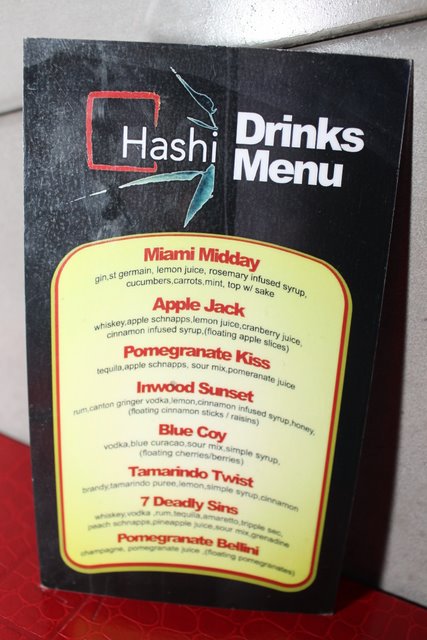 Hashi
Drinks
Menu
Miami Midday
gin,st germain, lemon juice, rosemary infused syrup,
cucumbers,carrots,mint, top w/ sake
Apple Jack
whiskey,apple schnapps,lemon juice,cranberry juice,
cinnamon infused syrup,(floating apple slices)
Pomegranate Kiss
tequila,apple schnapps, sour mix,pomeranate juice
Inwood Sunset
rum,canton gringer vodka,lemon,cinnamon infused syrup,honey,
(floating cinnamon sticks / raisins)
Blue Coy
vodka,blue curacao,sour mix,simple syrup,
(floating cherries/berries)
Tamarindo Twist
brandy,tamarindo puree,lemon,simple syrup,cinnamon
7 Deadly Sins
whiskey,vodka ,rum,tequila,amaretto,tripple sec,
peach schnapps,pineapple juice,sour mix,grenadine
Pomegranate Bellini
champagne, pomegranate juice ,(floating pomegranates)